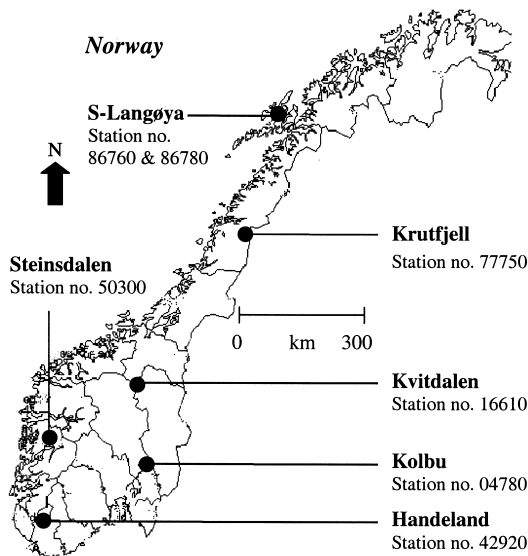 Norway
S-Langøya
Station no.
86760 & 86780
N
Krutfjell
Station no. 77750
Steinsdalen
Station no. 50300
0 km 300
Kvitdalen
Station no. 16610
Kolbu
Station no. 04780
Handeland
Station no. 42920